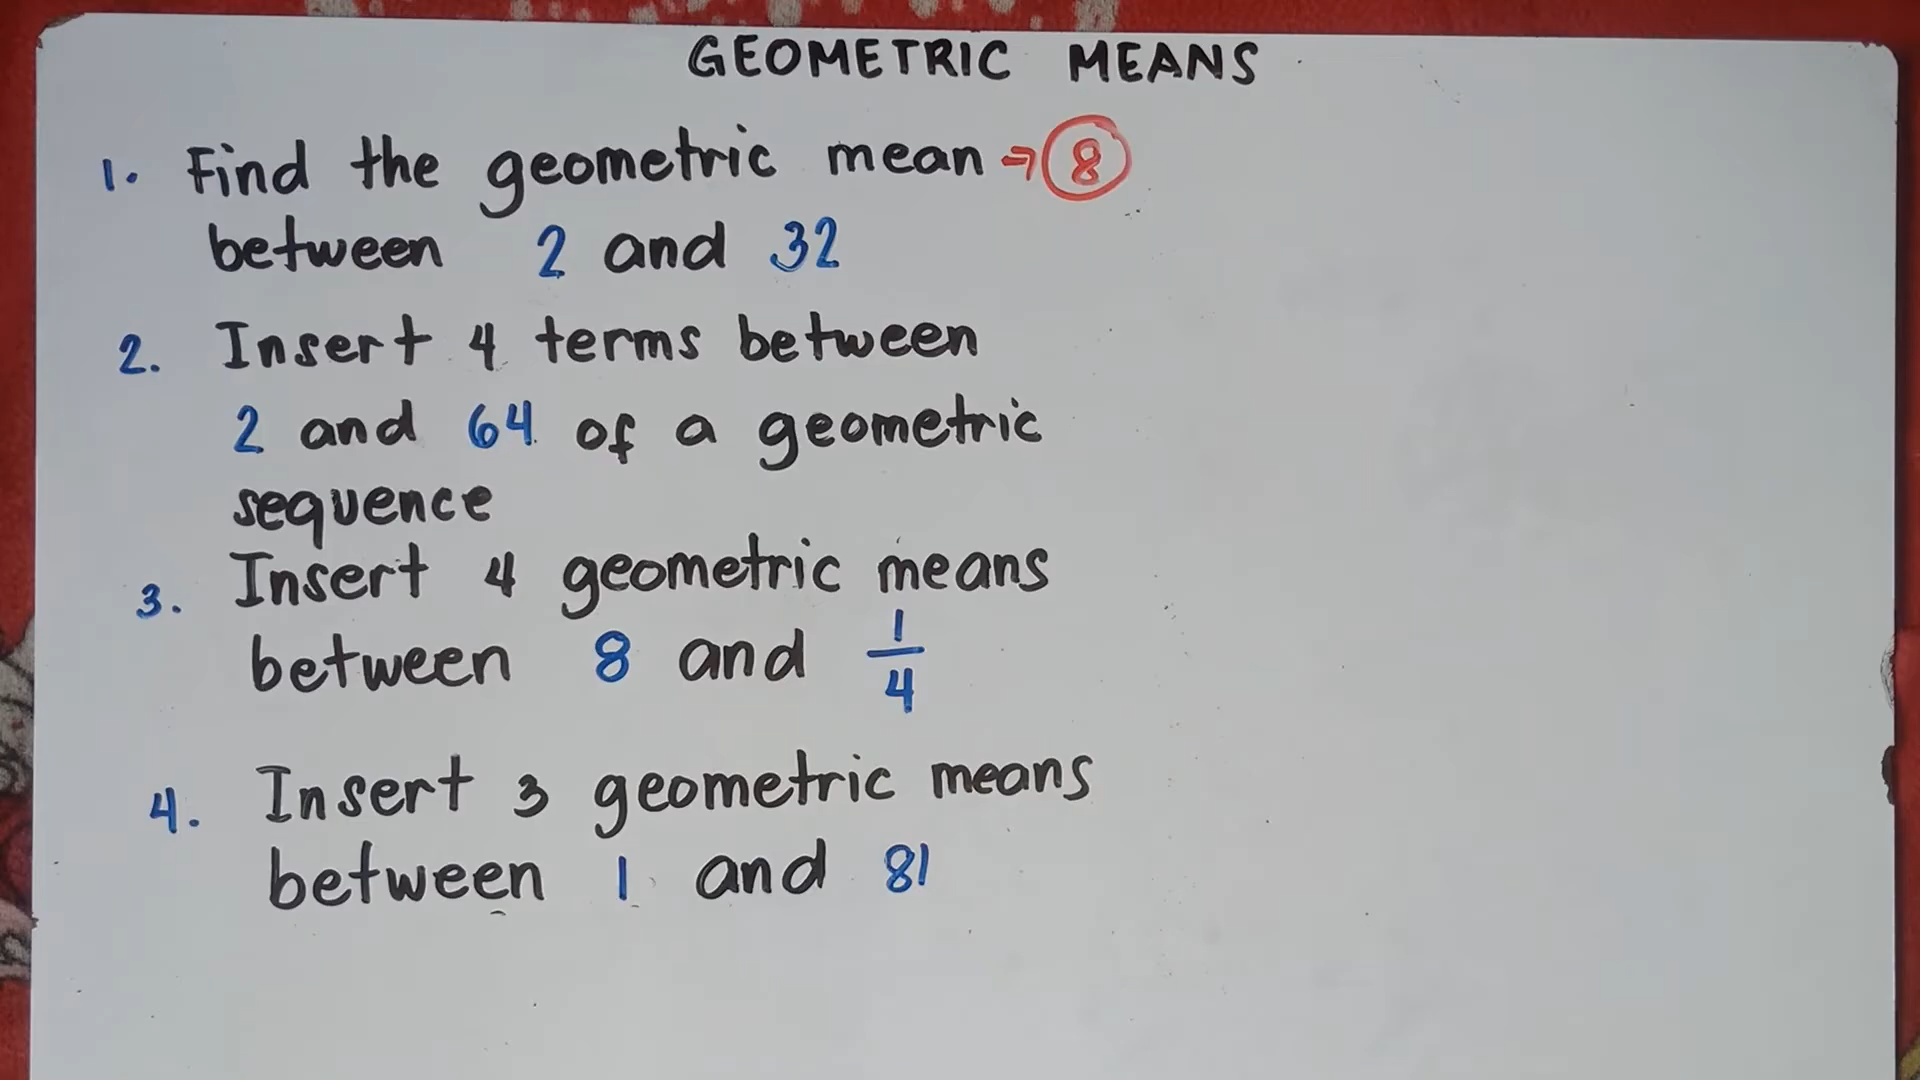 GEOMETRIC MEANS
1. Find the geometric mean ⇒ 8
between 2 and 32
2. Insert 4 terms between
2 and 64 of a geometric
sequence
3. Insert 4 geometric means
between 8 and 1/4
4. Insert 3 geometric means
between 1 and 81